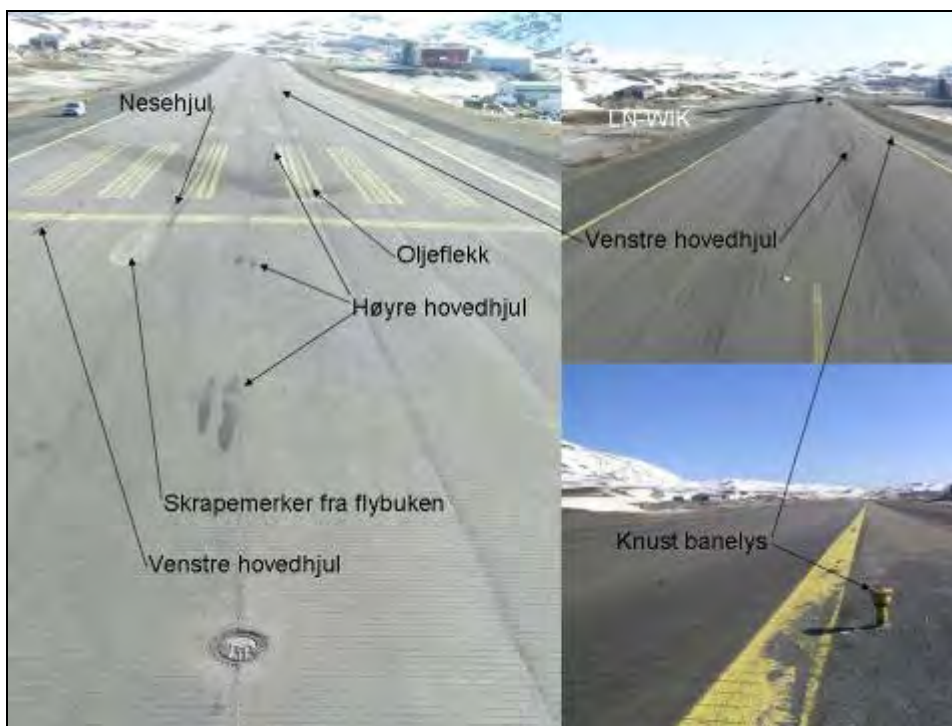 Nesehjul
LN-WIK
Venstre hovedhjul
Oljeflekk
Høyre hovedhjul
Skrapemerker fra flybuken
Knust banelys
Venstre hovedhjul